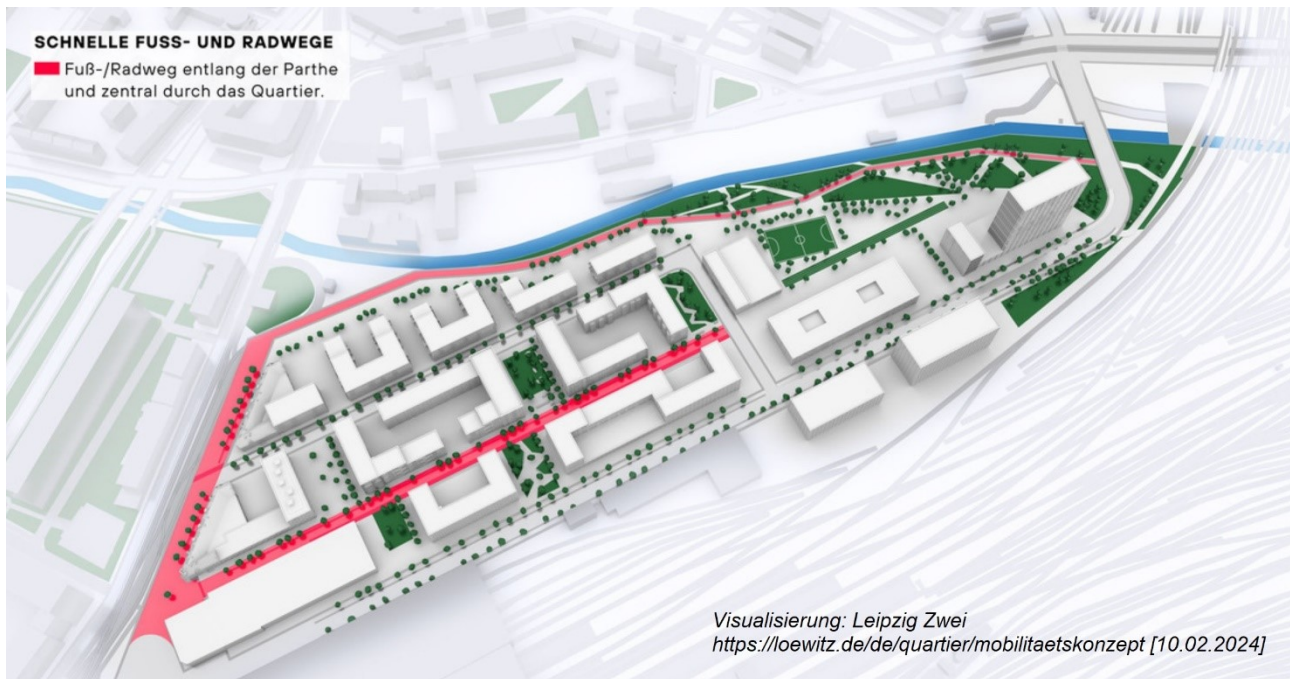 SCHNELLE FUSS- UND RADWEGE
Fuß-/Radweg entlang der Parthe
und zentral durch das Quartier.
Visualisierung: Leipzig Zwei
https://loewitz.de/de/quartier/mobilitaetskonzept [10.02.2024]